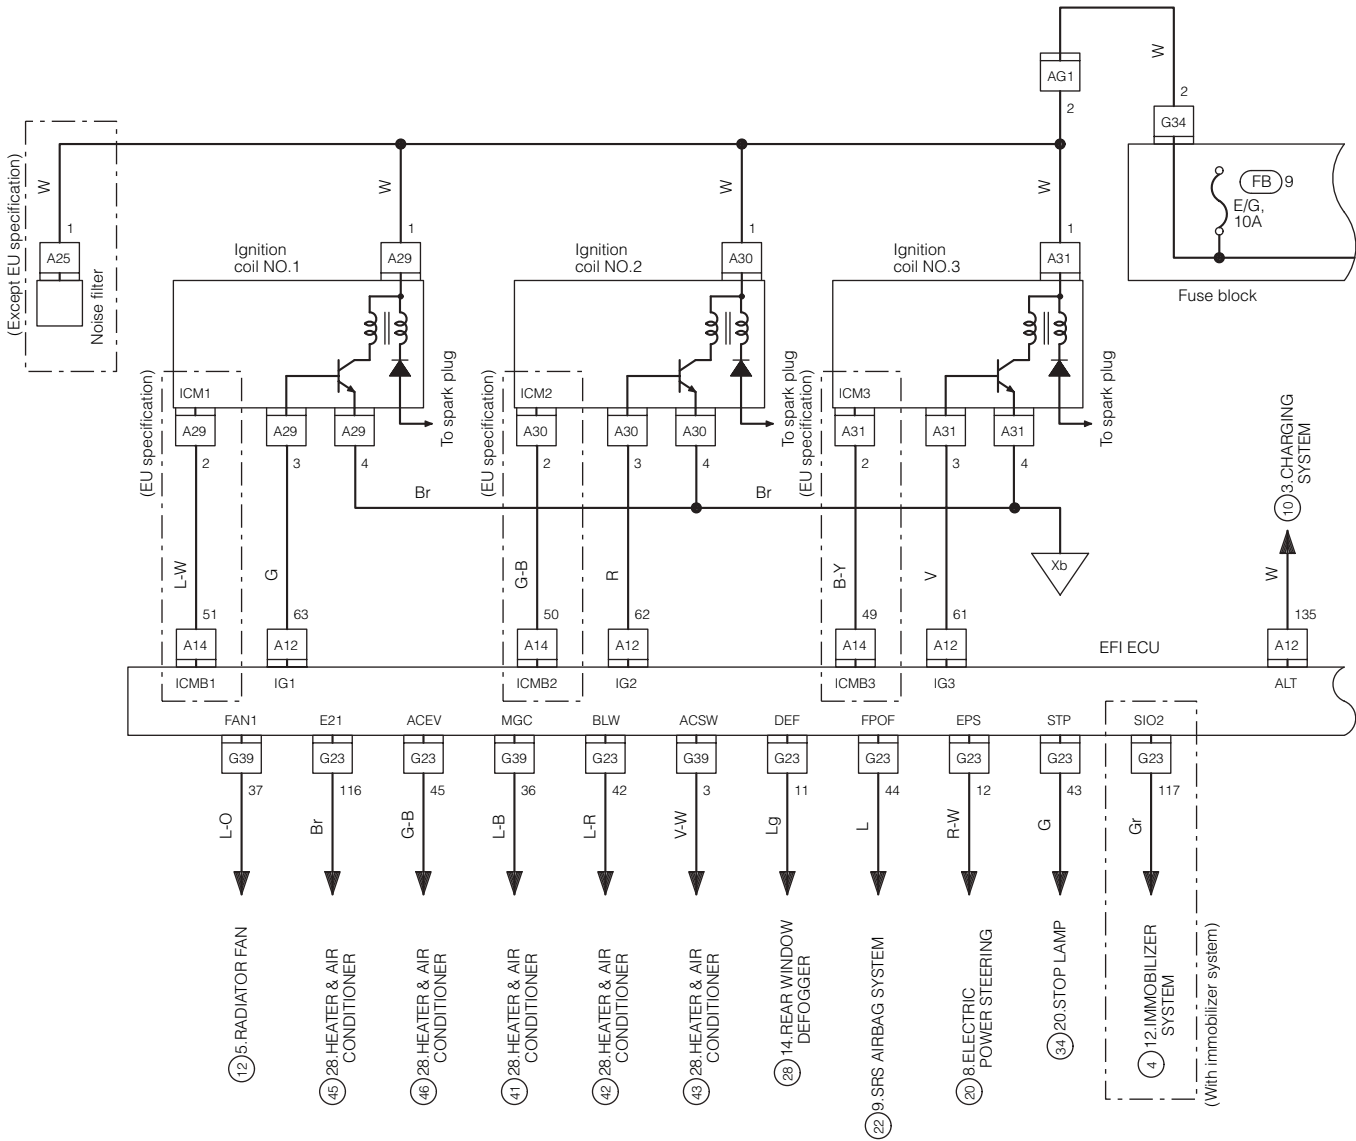 W
AG1
2
2
G34
FB 9
E/G,
10A
Fuse block
(Except EU specification)
W
1
A25
Noise filter
W
1
Ignition
coil NO.1
A29
W
1
Ignition
coil NO.2
A30
W
1
Ignition
coil NO.3
A31
To spark plug
To spark plug
To spark plug
(EU specification)
ICM1
A29
A29
A29
2
3
4
(EU specification)
ICM2
A30
A30
A30
2
3
4
(EU specification)
ICM3
A31
A31
A31
2
3
4
Br
Br
Xb
10 3.CHARGING
SYSTEM
L-W
G
G-B
R
B-Y
V
W
51
63
50
62
49
61
135
A14
A12
A14
A12
A14
A12
EFI ECU
A12
ICMB1
IG1
ICMB2
IG2
ICMB3
IG3
ALT
FAN1
E21
ACEV
MGC
BLW
ACSW
DEF
FPOF
EPS
STP
SIO2
G39
G23
G23
G39
G23
G39
G23
G23
G23
G23
G23
37
116
45
36
42
3
11
44
12
43
117
L-O
Br
G-B
L-B
L-R
V-W
Lg
L
R-W
G
Gr
12 5.RADIATOR FAN
45 28.HEATER & AIR
CONDITIONER
46 28.HEATER & AIR
CONDITIONER
41 28.HEATER & AIR
CONDITIONER
42 28.HEATER & AIR
CONDITIONER
43 28.HEATER & AIR
CONDITIONER
28 14.REAR WINDOW
DEFOGGER
22 9.SRS AIRBAG SYSTEM
20 8.ELECTRIC
POWER STEERING
34 20.STOP LAMP
4 12.IMMOBILIZER
SYSTEM
(With immobilizer system)